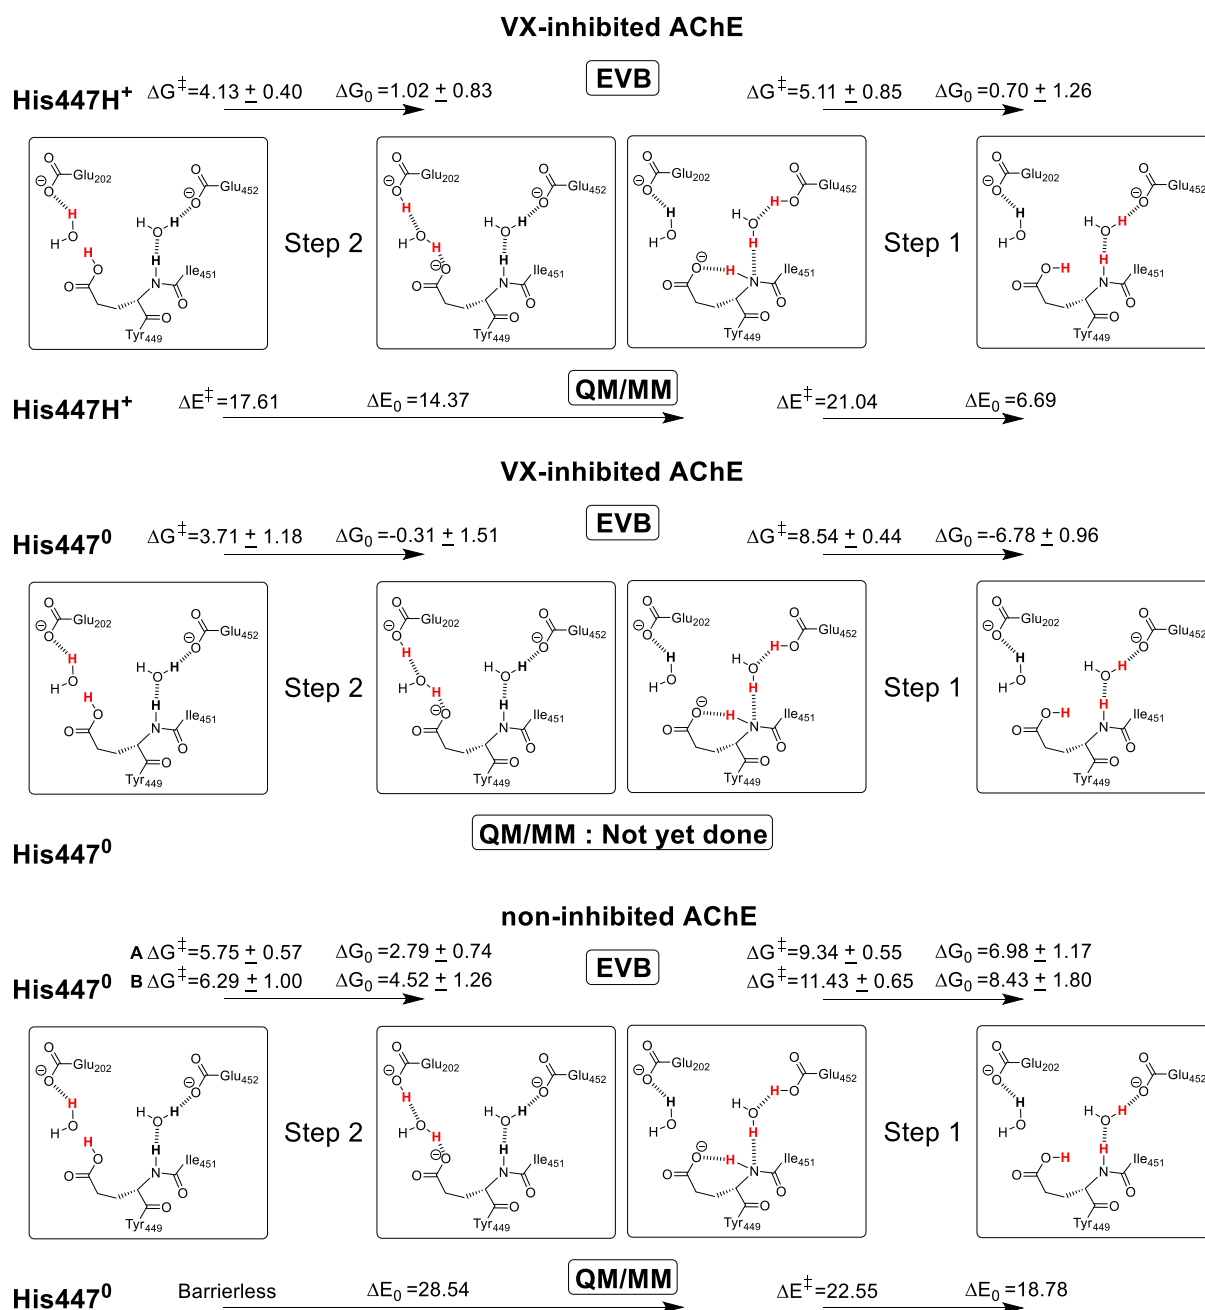 VX-inhibited AChE
His447H+ ΔG‡=4.13 ± 0.40 ΔG0 =1.02 ± 0.83 EVB ΔG‡=5.11 ± 0.85 ΔG0 =0.70 ± 1.26
O Glu202 ⊖ O H H O H O O H O H ⊖ O Glu452 H N Ile451 O O Tyr449
Step 2
O Glu202 ⊖ O H H O H ⊖ O O H O H ⊖ O O Glu452 H N Ile451 O O Tyr449
O Glu202 ⊖ O H H O O ⊖ O H H O H H O O Glu452 N Ile451 O O Tyr449
Step 1
O Glu202 ⊖ O H H O O O H H O H ⊖ O O Glu452 H N Ile451 O O Tyr449
His447H+ ΔE‡=17.61 ΔE0 =14.37 QM/MM ΔE‡=21.04 ΔE0 =6.69
VX-inhibited AChE
His4470 ΔG‡=3.71 ± 1.18 ΔG0 =-0.31 ± 1.51 EVB ΔG‡=8.54 ± 0.44 ΔG0 =-6.78 ± 0.96
O Glu202 ⊖ O H H O H O O H O H ⊖ O O Glu452 H N Ile451 O O Tyr449
Step 2
O Glu202 ⊖ O H H O H ⊖ O O H O H ⊖ O O Glu452 H N Ile451 O O Tyr449
O Glu202 ⊖ O H H O O ⊖ O H H O H H O O Glu452 N Ile451 O O Tyr449
Step 1
O Glu202 ⊖ O H H O O O H H O H ⊖ O O Glu452 H N Ile451 O O Tyr449
QM/MM : Not yet done
His4470
non-inhibited AChE
A ΔG‡=5.75 ± 0.57 ΔG0 =2.79 ± 0.74 EVB ΔG‡=9.34 ± 0.55 ΔG0 =6.98 ± 1.17
His4470 B ΔG‡=6.29 ± 1.00 ΔG0 =4.52 ± 1.26 ΔG‡=11.43 ± 0.65 ΔG0 =8.43 ± 1.80
O Glu202 ⊖ O H H O H O O H O H ⊖ O O Glu452 H N Ile451 O O Tyr449
Step 2
O Glu202 ⊖ O H H O H ⊖ O O H O H ⊖ O O Glu452 H N Ile451 O O Tyr449
O Glu202 ⊖ O H H O O ⊖ O H H O H H O O Glu452 N Ile451 O O Tyr449
Step 1
O Glu202 ⊖ O H H O O O H H O H ⊖ O O Glu452 H N Ile451 O O Tyr449
His4470 Barrierless ΔE0 =28.54 QM/MM ΔE‡=22.55 ΔE0 =18.78